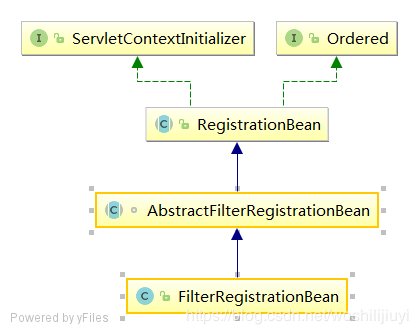 I ServletContextInitializer
I Ordered
C RegistrationBean
C AbstractFilterRegistrationBean
C FilterRegistrationBean
Powered by yFiles